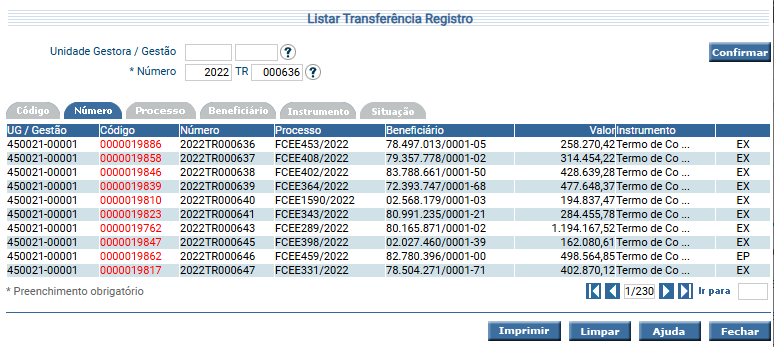 Listar Transferência Registro
Unidade Gestora / Gestão ?
Confirmar
* Número 2022 TR 000636 ?
Código Número Processo Beneficiário Instrumento Situação
UG / Gestão Código Número Processo Beneficiário Valor Instrumento
450021-00001 0000019886 2022TR000636 FCEE453/2022 78.497.013/0001-05 258.270,42 Termo de Co ... EX
450021-00001 0000019858 2022TR000637 FCEE408/2022 79.357.778/0001-02 314.454,22 Termo de Co ... EX
450021-00001 0000019846 2022TR000638 FCEE402/2022 83.788.661/0001-50 428.639,28 Termo de Co ... EX
450021-00001 0000019839 2022TR000639 FCEE364/2022 72.393.747/0001-68 477.648,37 Termo de Co ... EX
450021-00001 0000019810 2022TR000640 FCEE1590/2022 02.568.179/0001-03 194.837,47 Termo de Co ... EX
450021-00001 0000019823 2022TR000641 FCEE343/2022 80.991.235/0001-21 284.455,78 Termo de Co ... EX
450021-00001 0000019762 2022TR000643 FCEE289/2022 80.165.871/0001-02 1.194.167,52 Termo de Co ... EX
450021-00001 0000019847 2022TR000645 FCEE398/2022 02.027.460/0001-39 162.080,61 Termo de Co ... EX
450021-00001 0000019862 2022TR000646 FCEE459/2022 82.780.396/0001-00 498.564,85 Termo de Co ... EP
450021-00001 0000019817 2022TR000647 FCEE331/2022 78.504.271/0001-71 402.870,12 Termo de Co ... EX
* Preenchimento obrigatório 1/230 Ir para
Imprimir Limpar Ajuda Fechar